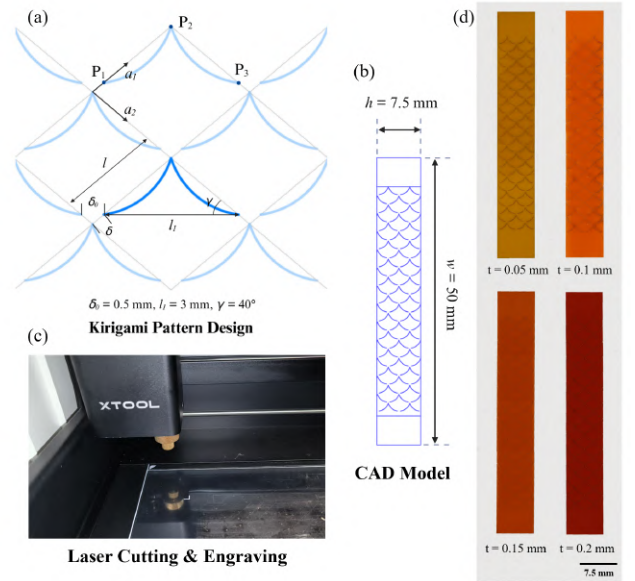 (a)
P₂
P₁
a₁
P₃
a₂
l
δ₀
δ
γ
l₁
δ₀ = 0.5 mm, l₁ = 3 mm, γ = 40°
Kirigami Pattern Design
(b)
h = 7.5 mm
w = 50 mm
CAD Model
(c)
XTOOL
Laser Cutting & Engraving
(d)
t = 0.05 mm
t = 0.1 mm
t = 0.15 mm
t = 0.2 mm
7.5 mm